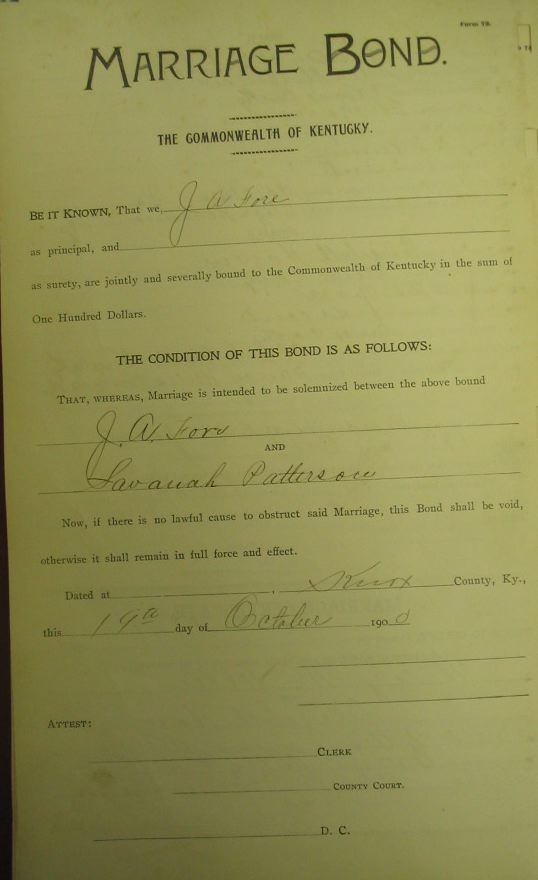 Form 19.
MARRIAGE BOND.
THE COMMONWEALTH OF KENTUCKY.
BE IT KNOWN, That we, J A Fore
as principal, and
as surety, are jointly and severally bound to the Commonwealth of Kentucky in the sum of
One Hundred Dollars.
THE CONDITION OF THIS BOND IS AS FOLLOWS:
THAT, WHEREAS, Marriage is intended to be solemnized between the above bound
J. A. Fore
AND
Savanah Patterson
Now, if there is no lawful cause to obstruct said Marriage, this Bond shall be void,
otherwise it shall remain in full force and effect.
Dated at , Knox County, Ky.,
this 19th day of October 1900
ATTEST:
CLERK
COUNTY COURT.
D. C.